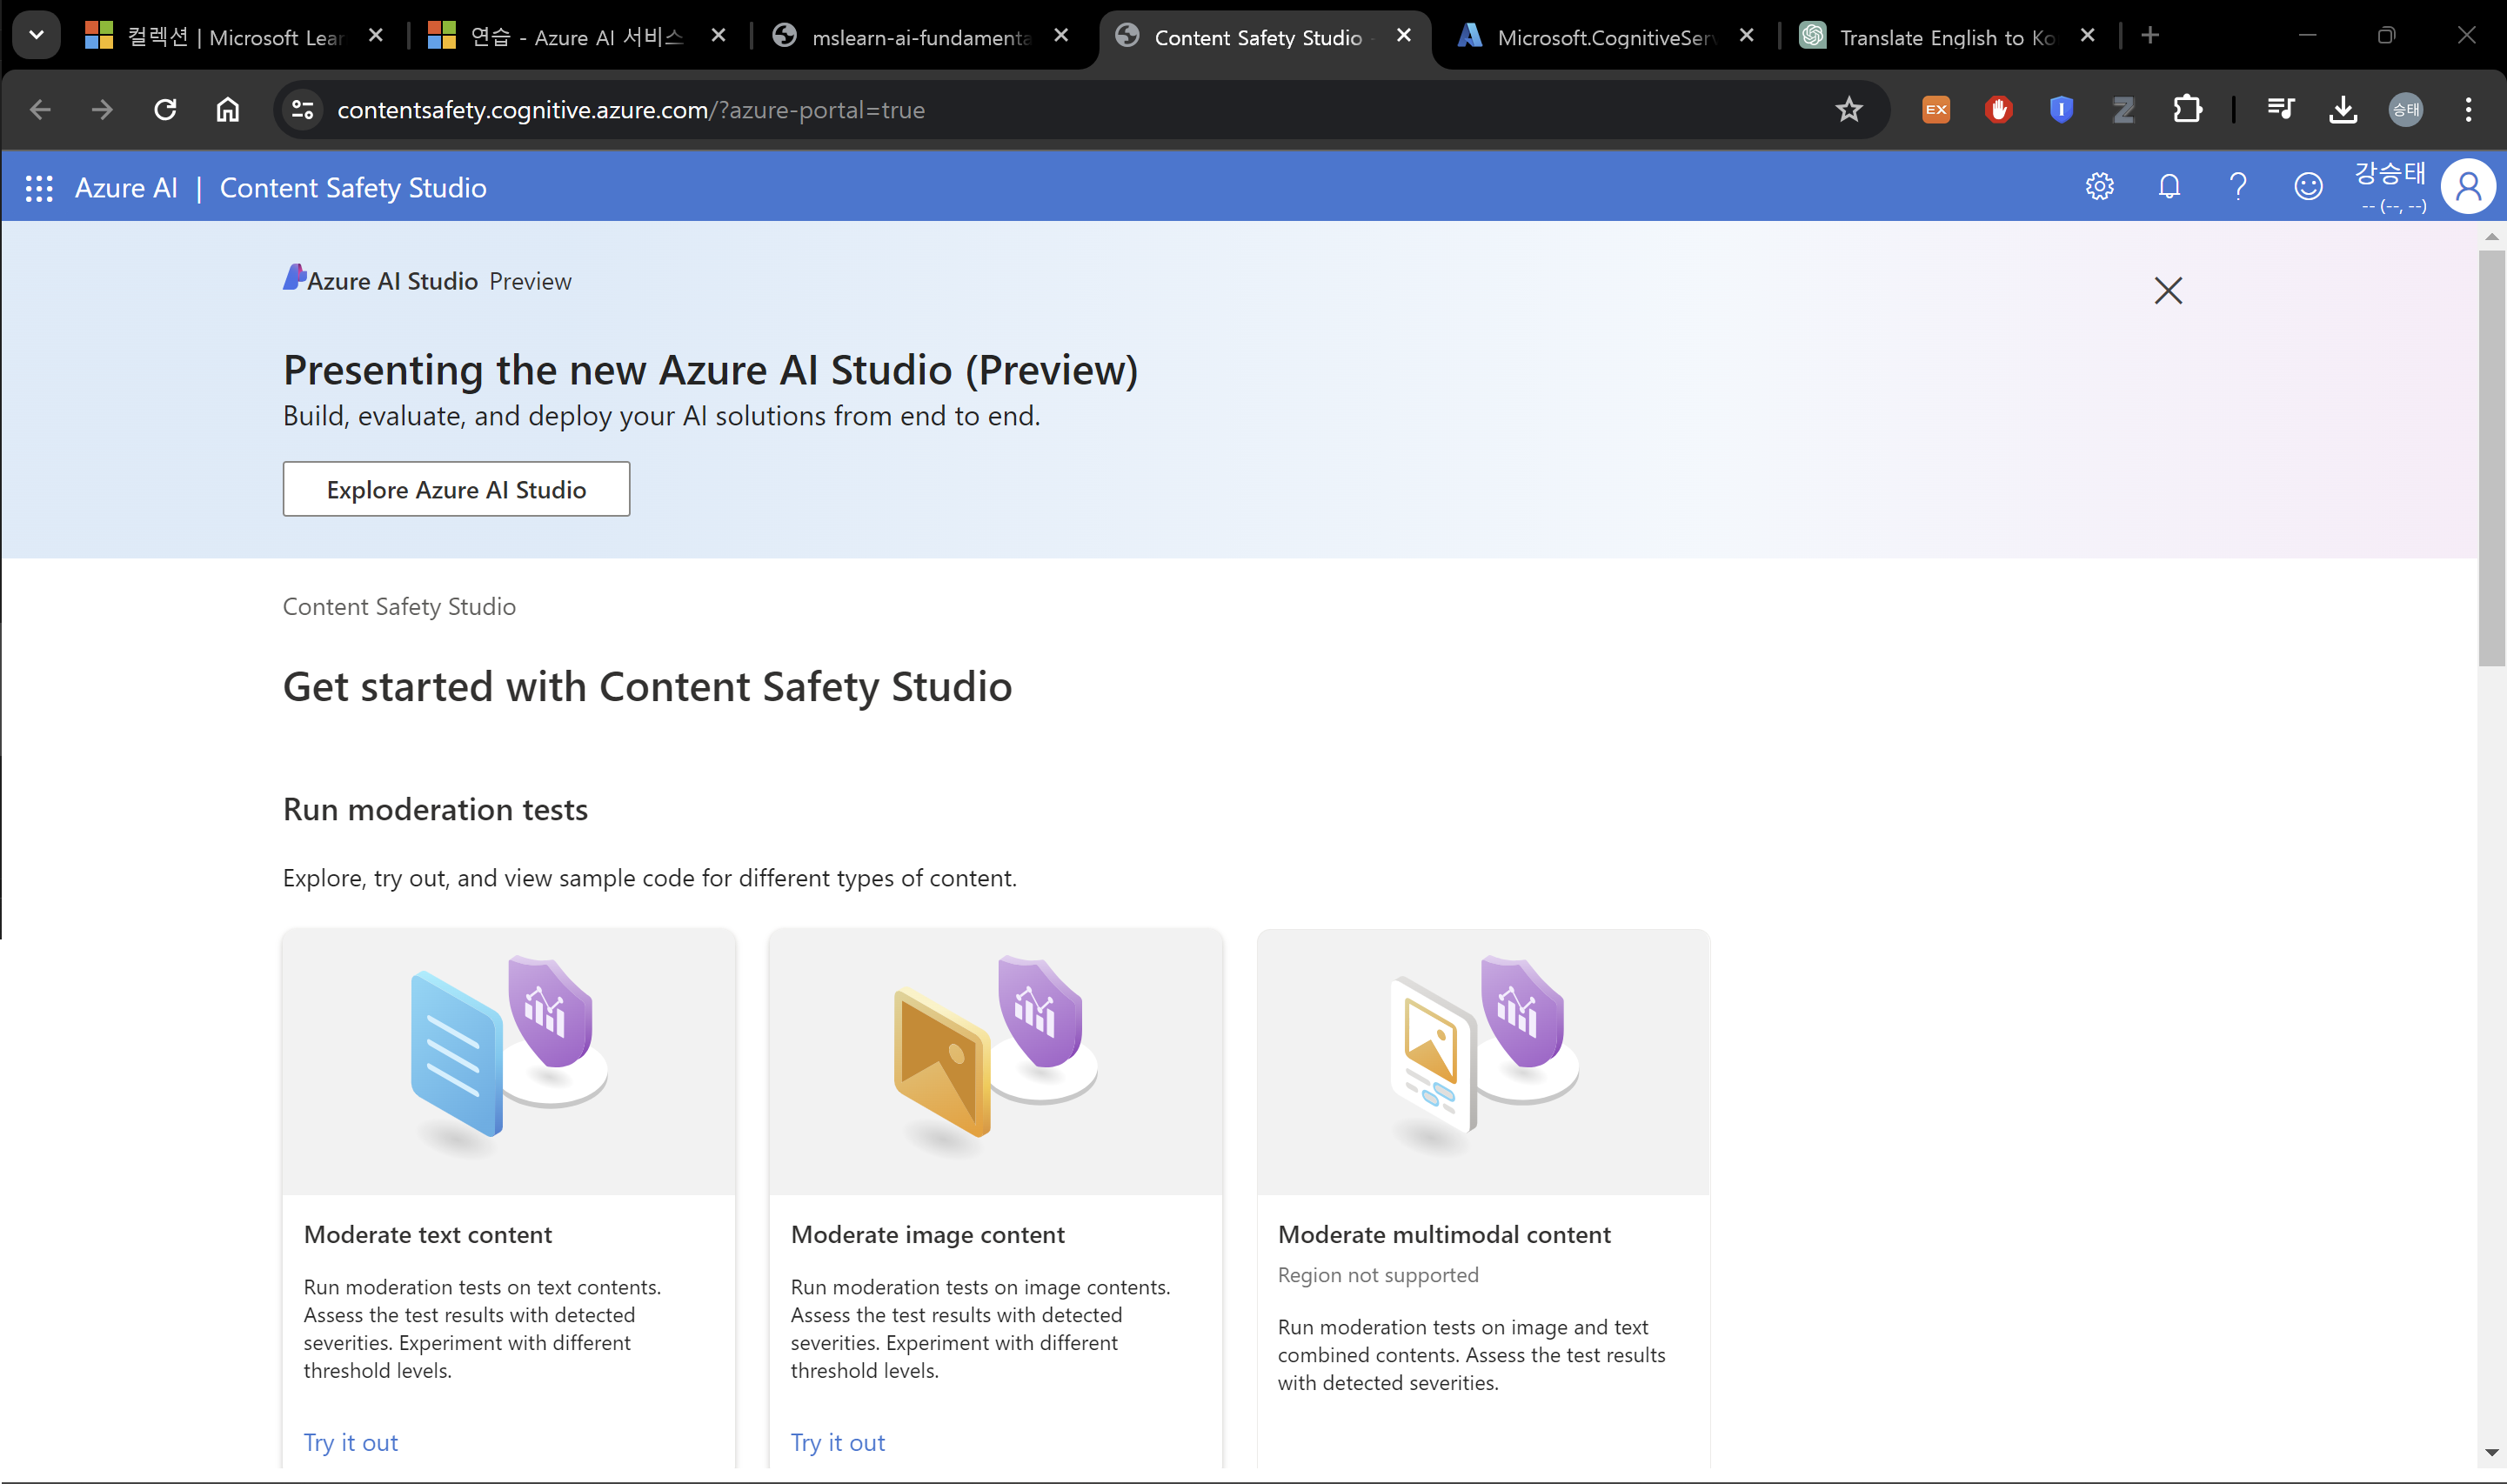 컬렉션 | Microsoft Lear
연습 - Azure AI 서비스
mslearn-ai-fundamenta
Content Safety Studio
Microsoft.CognitiveServ
Translate English to Ko
contentsafety.cognitive.azure.com/?azure-portal=true
EX
승태
Azure AI | Content Safety Studio
강승태
-- (--, --)
Azure AI Studio Preview
Presenting the new Azure AI Studio (Preview)
Build, evaluate, and deploy your AI solutions from end to end.
Explore Azure AI Studio
Content Safety Studio
Get started with Content Safety Studio
Run moderation tests
Explore, try out, and view sample code for different types of content.
Moderate text content
Run moderation tests on text contents.
Assess the test results with detected
severities. Experiment with different
threshold levels.
Try it out
Moderate image content
Run moderation tests on image contents.
Assess the test results with detected
severities. Experiment with different
threshold levels.
Try it out
Moderate multimodal content
Region not supported
Run moderation tests on image and text
combined contents. Assess the test results
with detected severities.